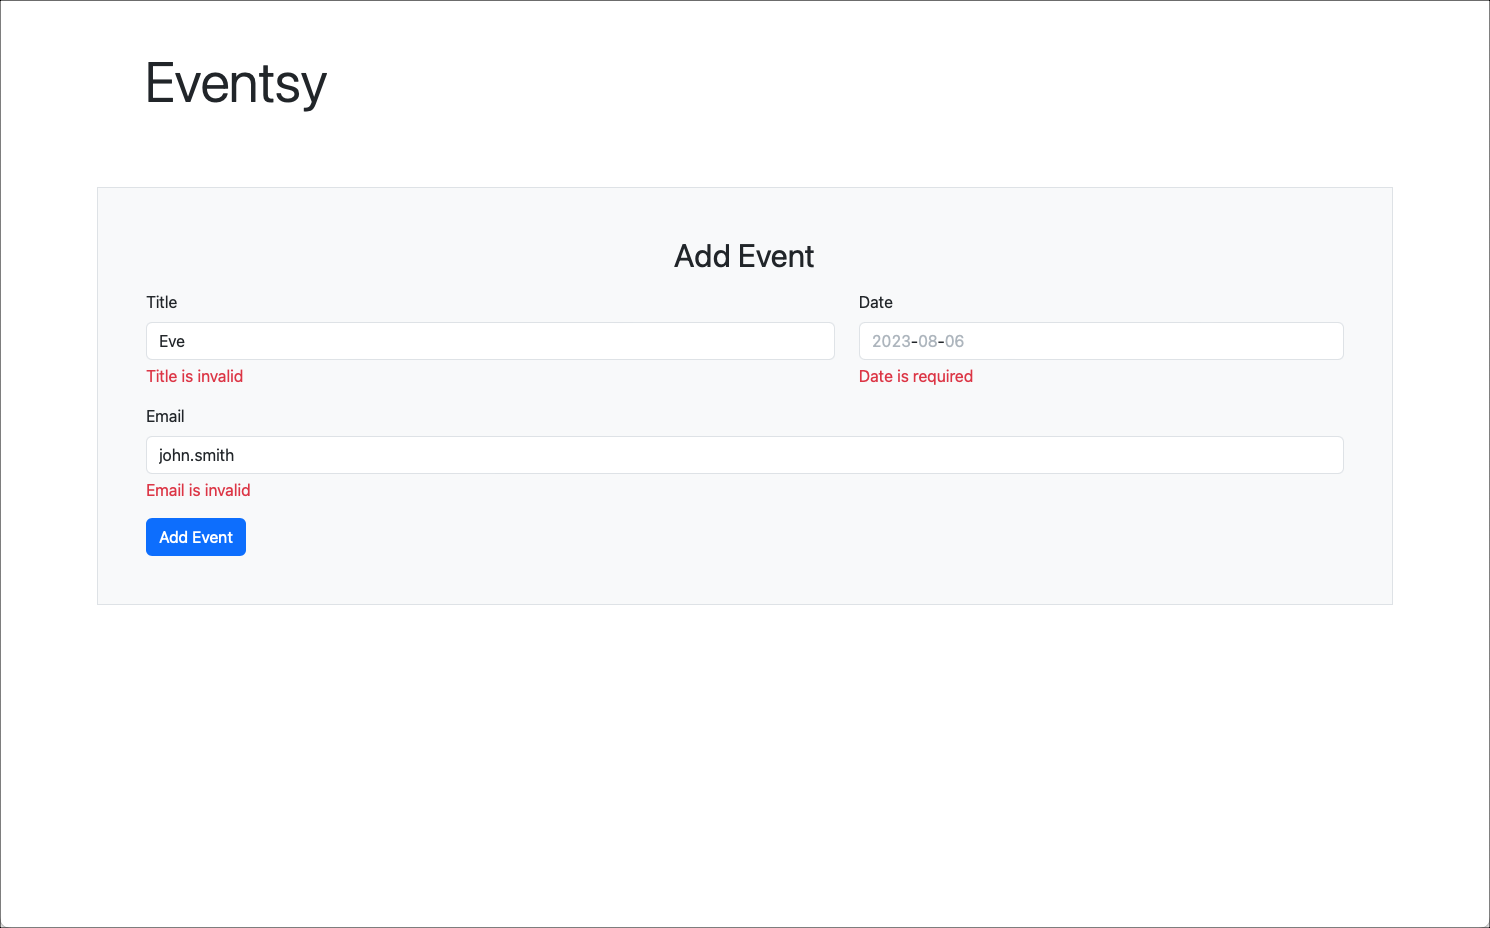 Eventsy
Add Event
Title
Date
Eve
2023-08-06
Title is invalid
Date is required
Email
john.smith
Email is invalid
Add Event